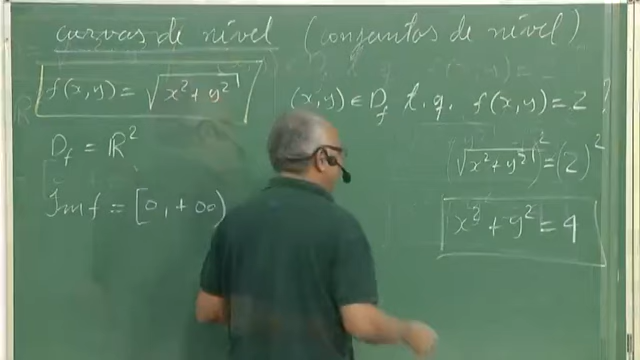 curvas de nível (conjuntos de nível)
f(x,y) = √x² + y²
(x,y) ∈ D_f t.q. f(x,y) = 2 ?
D_f = ℝ²
(√x² + y²)² = (2)²
Im f = [0, +∞)
x² + y² = 4